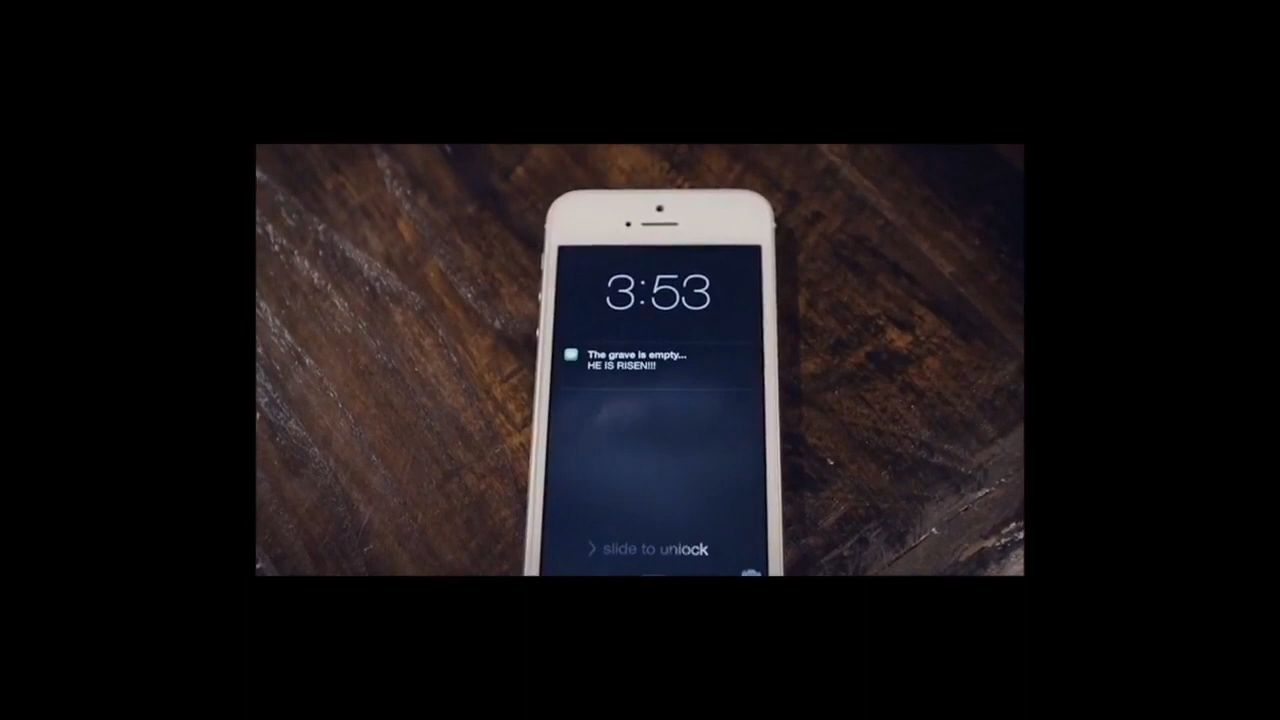 3:53
The grave is empty...
HE IS RISEN!!!
> slide to unlock